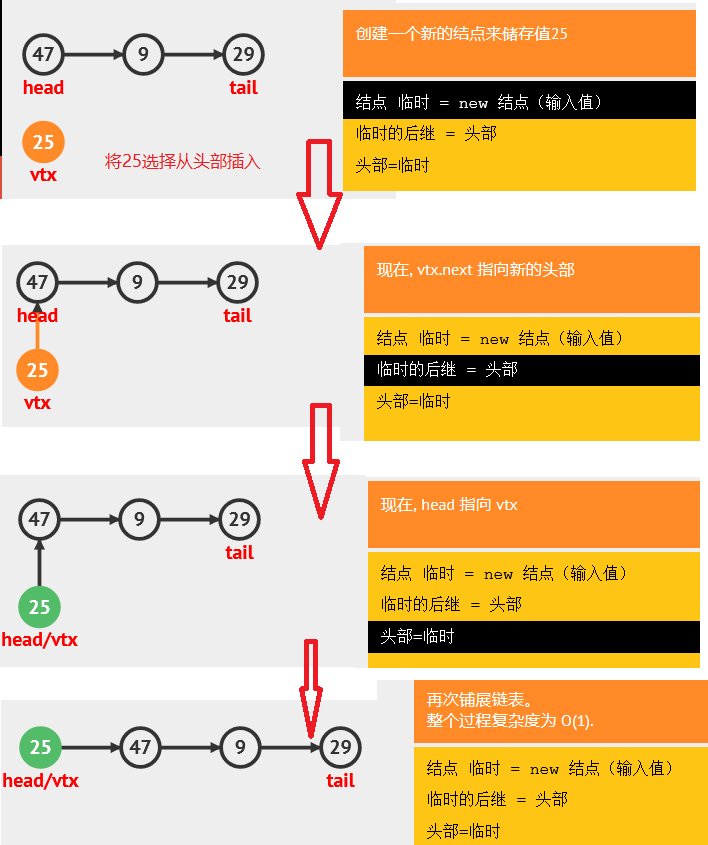 47 9 29
head tail
25
vtx
将25选择从头部插入
创建一个新的结点来储存值25
结点 临时 = new 结点（输入值）
临时的后继 = 头部
头部=临时
47 9 29
head tail
25
vtx
现在, vtx.next 指向新的头部
结点 临时 = new 结点（输入值）
临时的后继 = 头部
头部=临时
47 9 29
tail
25
head/vtx
现在, head 指向 vtx
结点 临时 = new 结点（输入值）
临时的后继 = 头部
头部=临时
25 47 9 29
head/vtx tail
再次铺展链表。
整个过程复杂度为 O(1).
结点 临时 = new 结点（输入值）
临时的后继 = 头部
头部=临时